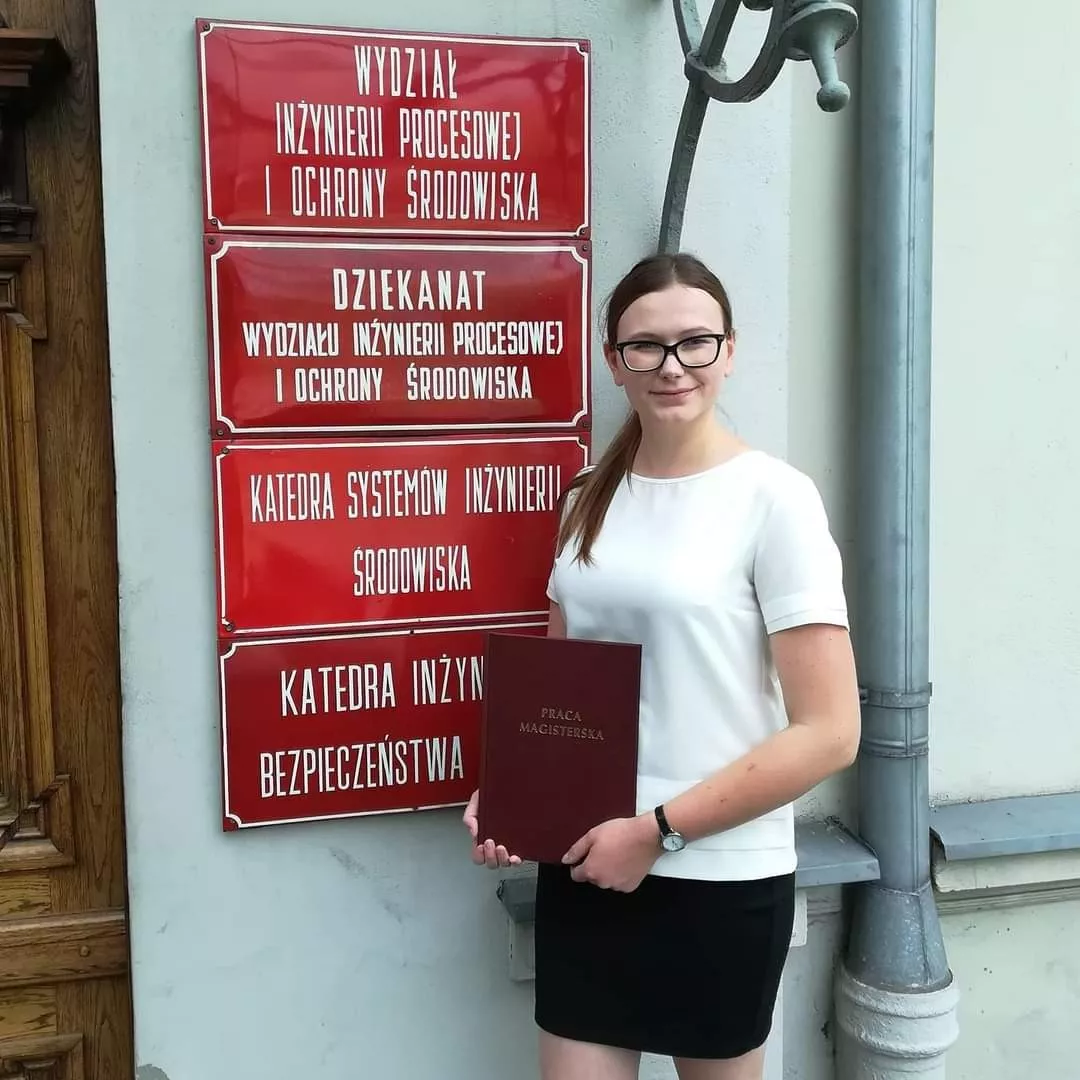 WYDZIAŁ
INŻYNIERII PROCESOWEJ
I OCHRONY ŚRODOWISKA
DZIEKANAT
WYDZIAŁU INŻYNIERII PROCESOWEJ
I OCHRONY ŚRODOWISKA
KATEDRA SYSTEMÓW INŻYNIERII
ŚRODOWISKA
KATEDRA INŻYN
BEZPIECZEŃSTWA
PRACA
MAGISTERSKA